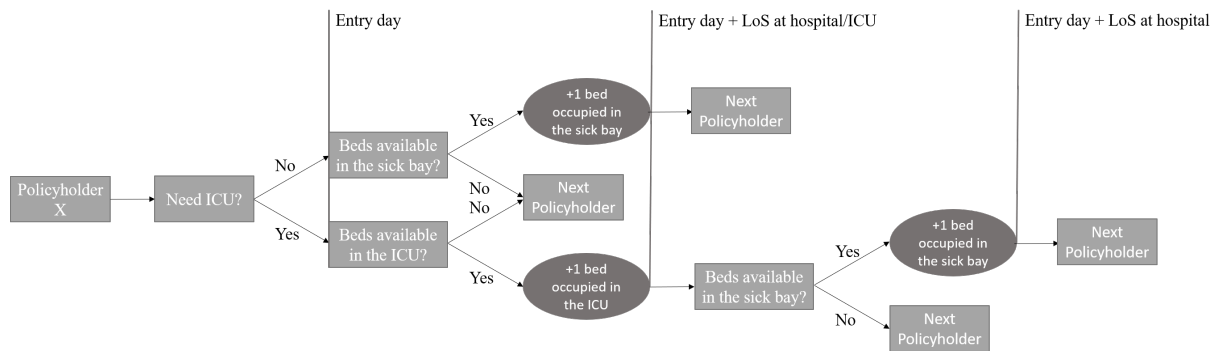 Entry day
Entry day + LoS at hospital/ICU
Entry day + LoS at hospital
+1 bed
occupied in
the sick bay
Next
Policyholder
Yes
Beds available
in the sick bay?
No
Policyholder
X
Need ICU?
No
No
Next
Policyholder
Yes
Beds available
in the ICU?
Yes
+1 bed
occupied in
the ICU
Beds available
in the sick bay?
Yes
+1 bed
occupied in
the sick bay
Next
Policyholder
No
Next
Policyholder